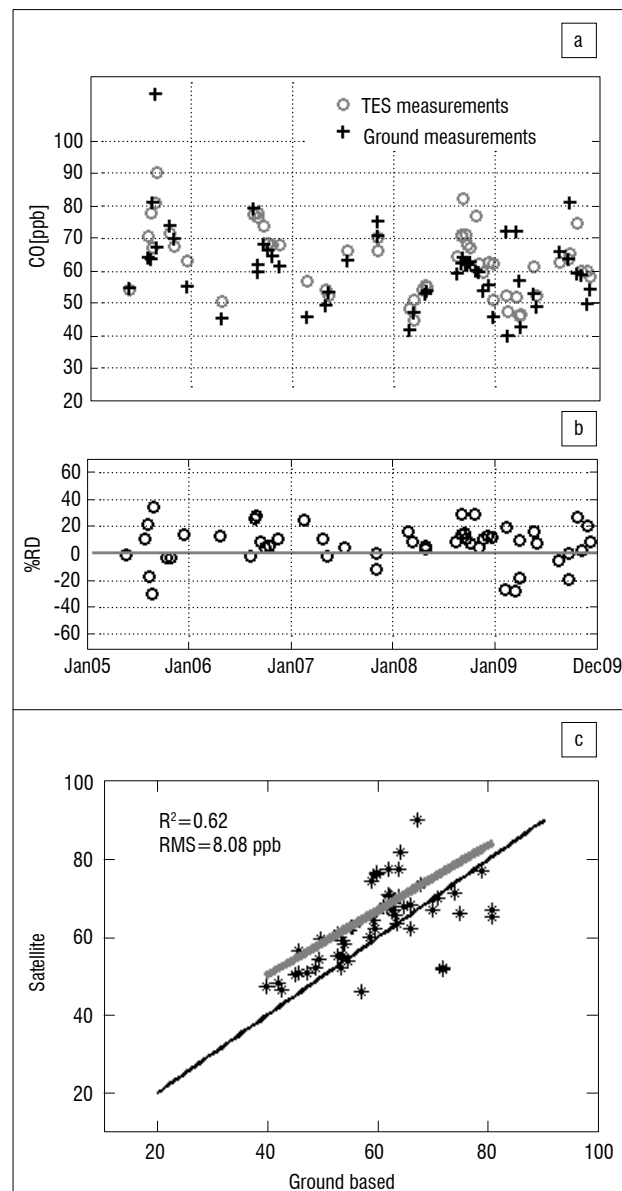 a
TES measurements
Ground measurements
CO[ppb]
100
90
80
70
60
50
40
30
20
b
%RD
60
40
20
0
-20
-40
-60
Jan05 Jan06 Jan07 Jan08 Jan09 Dec09
c
R²=0.62
RMS=8.08 ppb
Satellite
100
80
60
40
20
20 40 60 80 100
Ground based